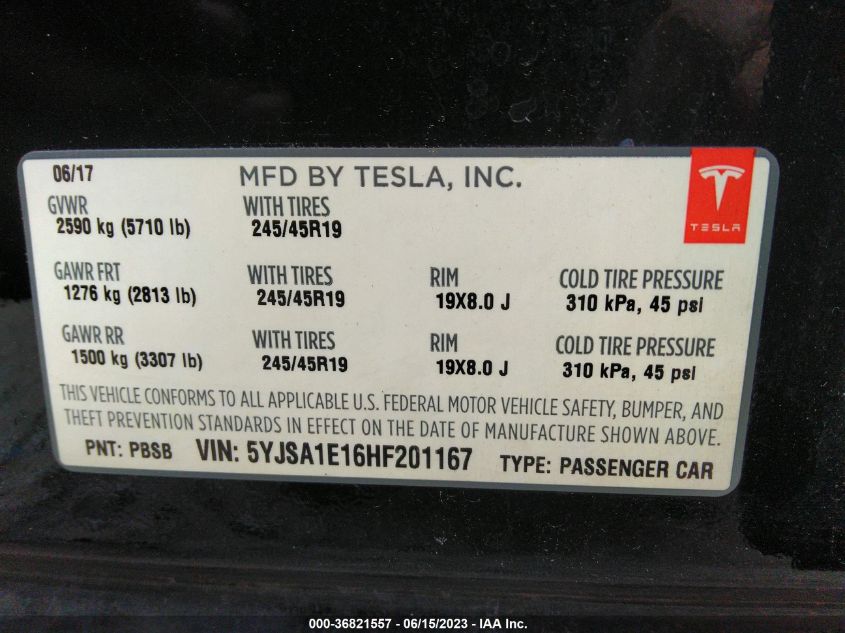 06/17 MFD BY TESLA, INC.
TESLA
GVWR WITH TIRES
2590 kg (5710 lb) 245/45R19
GAWR FRT WITH TIRES RIM COLD TIRE PRESSURE
1276 kg (2813 lb) 245/45R19 19X8.0 J 310 kPa, 45 psi
GAWR RR WITH TIRES RIM COLD TIRE PRESSURE
1500 kg (3307 lb) 245/45R19 19X8.0 J 310 kPa, 45 psi
THIS VEHICLE CONFORMS TO ALL APPLICABLE U.S. FEDERAL MOTOR VEHICLE SAFETY, BUMPER, AND
THEFT PREVENTION STANDARDS IN EFFECT ON THE DATE OF MANUFACTURE SHOWN ABOVE.
PNT: PBSB VIN: 5YJSA1E16HF201167 TYPE: PASSENGER CAR
000-36821557 - 06/15/2023 - IAA Inc.